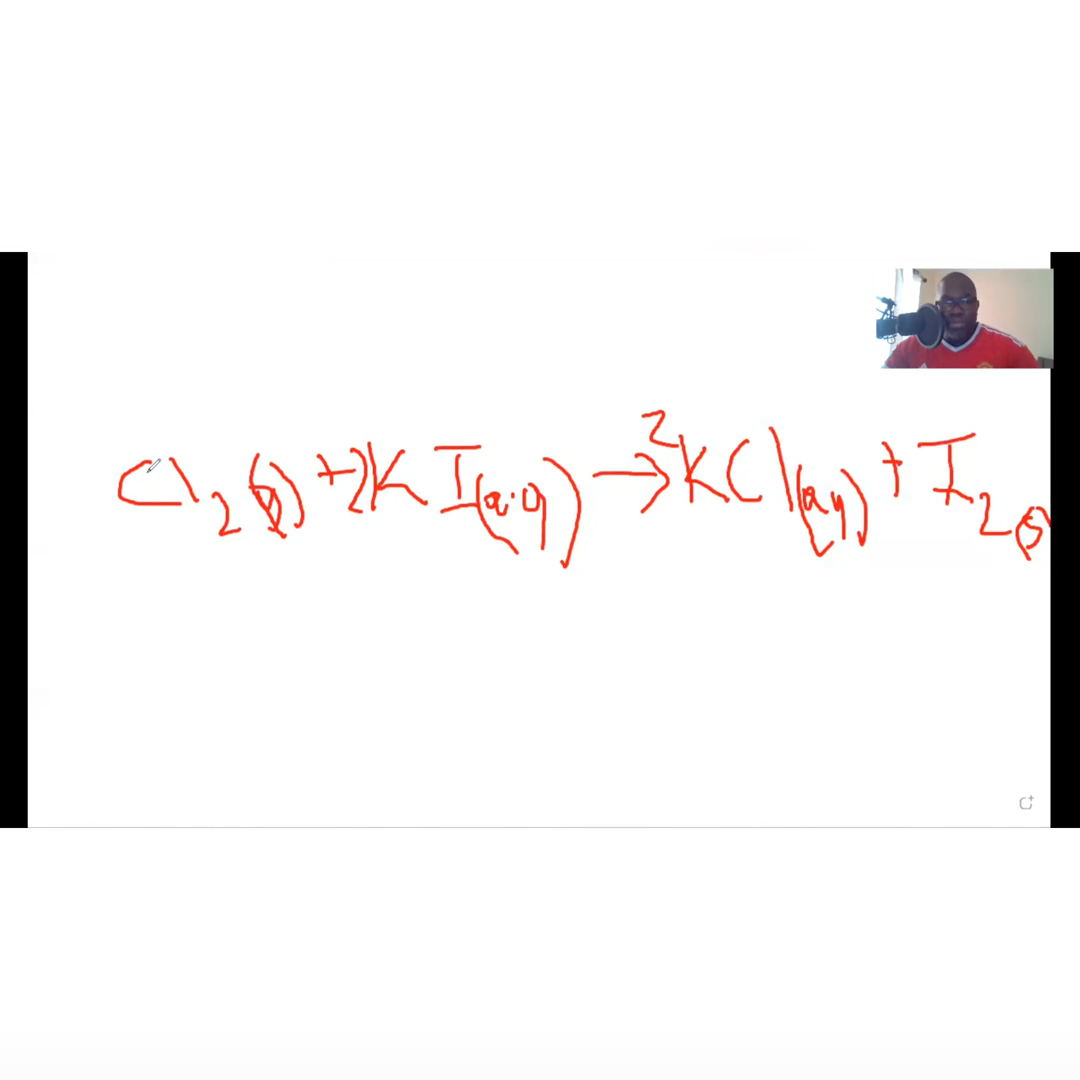 Cl2(g) + 2KI(aq) → 2KCl(aq) + I2(s)